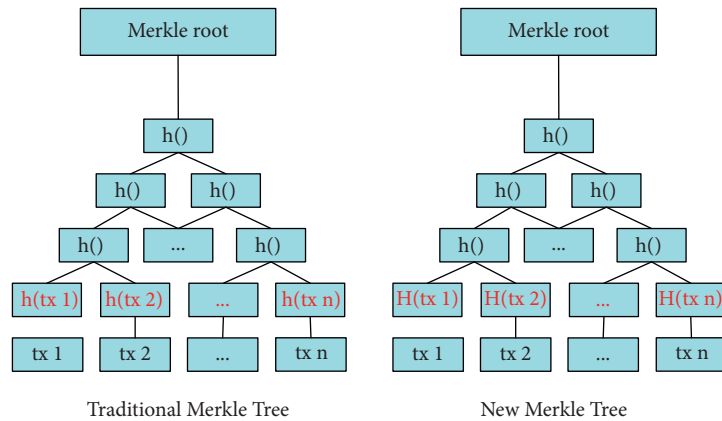 Merkle root
h()
h() h()
h() ... h()
h(tx 1) h(tx 2) ... h(tx n)
tx 1 tx 2 ... tx n
Traditional Merkle Tree
Merkle root
h()
h() h()
h() ... h()
H(tx 1) H(tx 2) ... H(tx n)
tx 1 tx 2 ... tx n
New Merkle Tree